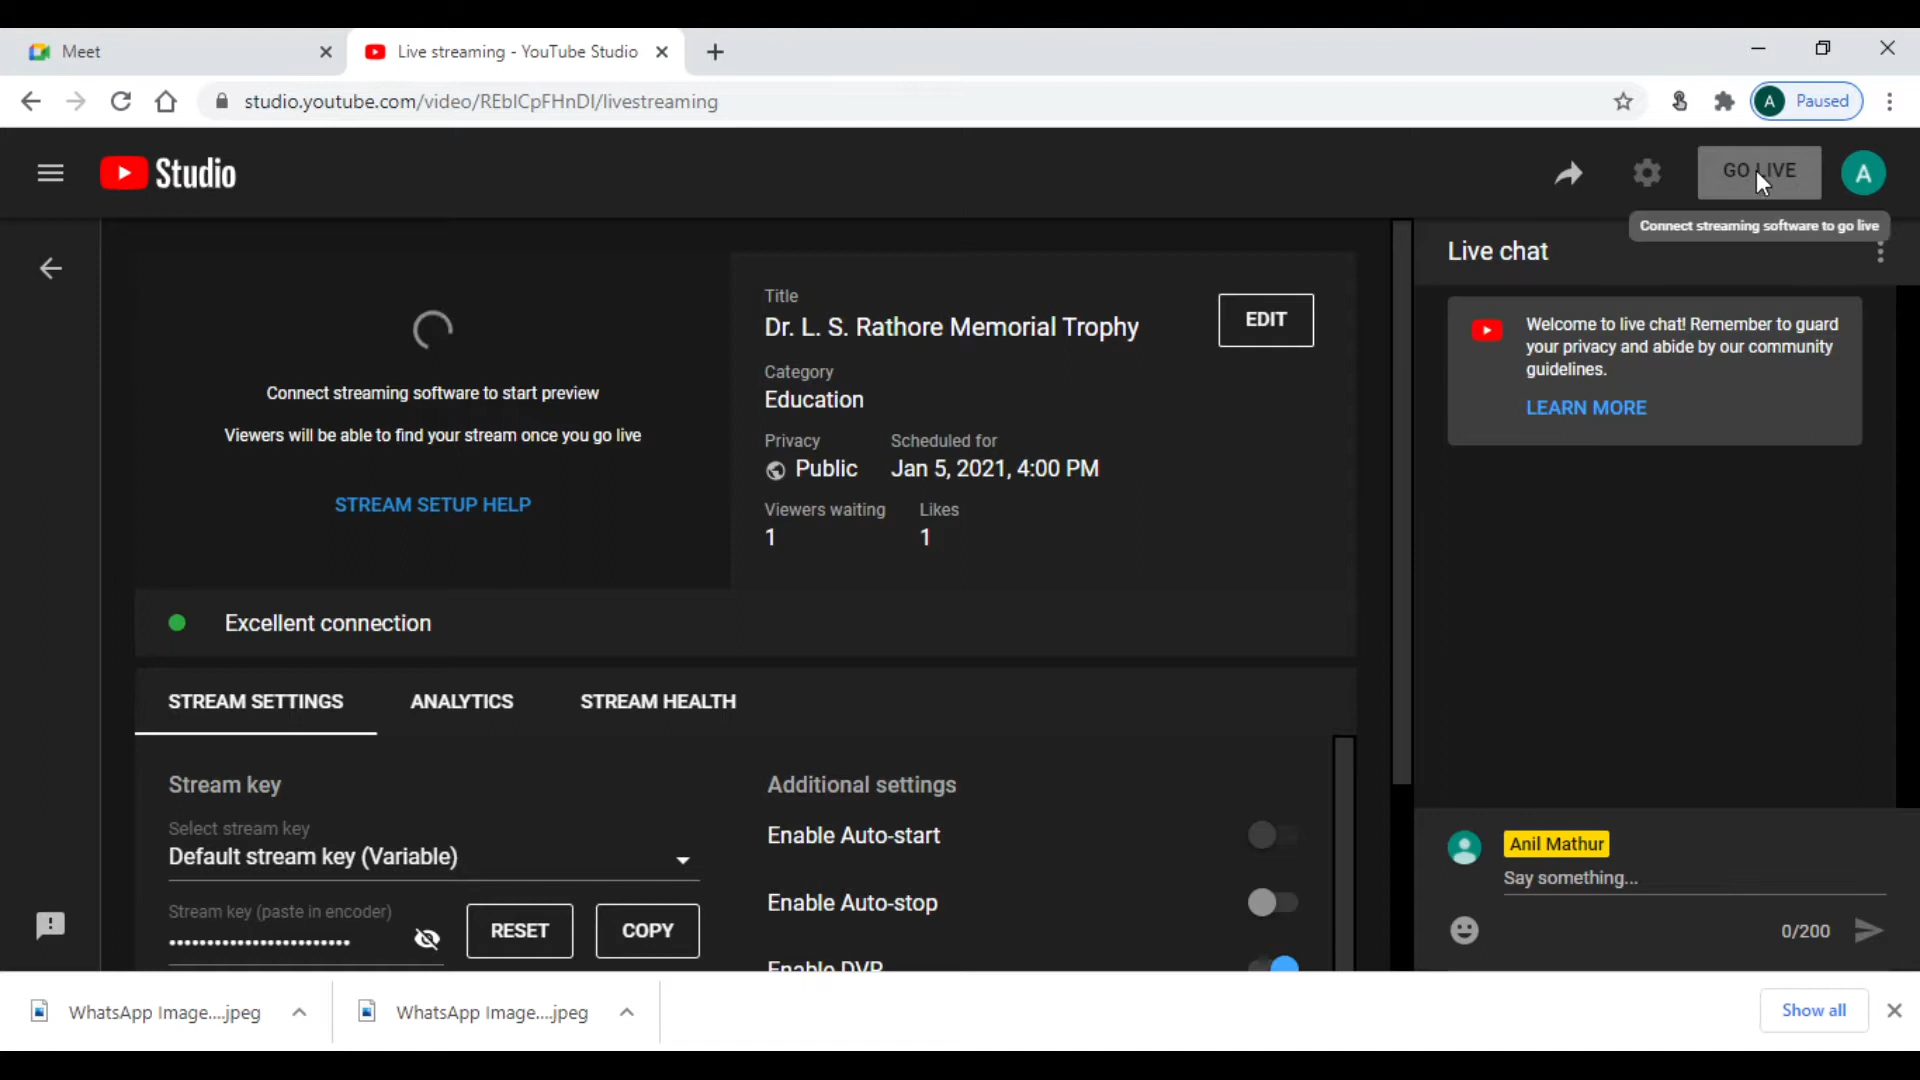 Meet
Live streaming - YouTube Studio
studio.youtube.com/video/REbICpFHnDI/livestreaming
A
Paused
Studio
GO LIVE
A
Connect streaming software to go live
Connect streaming software to start preview
Viewers will be able to find your stream once you go live
STREAM SETUP HELP
Title
Dr. L. S. Rathore Memorial Trophy
EDIT
Category
Education
Privacy
Scheduled for
Public
Jan 5, 2021, 4:00 PM
Viewers waiting
Likes
1
1
Excellent connection
STREAM SETTINGS
ANALYTICS
STREAM HEALTH
Stream key
Select stream key
Default stream key (Variable)
Stream key (paste in encoder)
RESET
COPY
Additional settings
Enable Auto-start
Enable Auto-stop
Enable DVR
Live chat
Welcome to live chat! Remember to guard
your privacy and abide by our community
guidelines.
LEARN MORE
Anil Mathur
Say something...
0/200
WhatsApp Image....jpeg
WhatsApp Image....jpeg
Show all